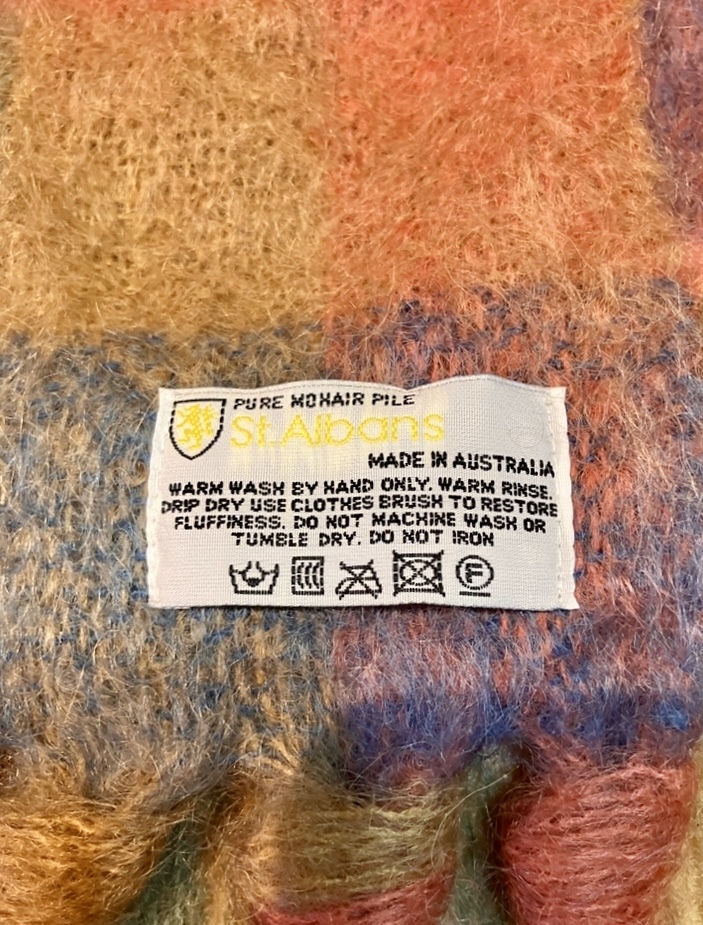 PURE MOHAIR PILE
St.Albans
MADE IN AUSTRALIA
WARM WASH BY HAND ONLY. WARM RINSE.
DRIP DRY USE CLOTHES BRUSH TO RESTORE
FLUFFINESS. DO NOT MACHINE WASH OR
TUMBLE DRY. DO NOT IRON
F